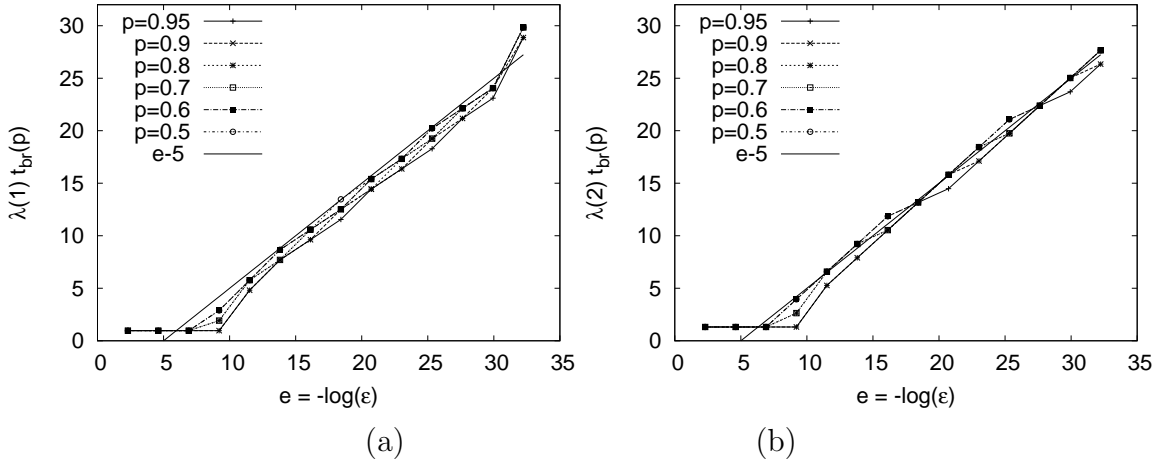 λ(1) t_br(p)
30
25
20
15
10
5
0
p=0.95
p=0.9
p=0.8
p=0.7
p=0.6
p=0.5
e-5
0 5 10 15 20 25 30 35
e = -log(ε)
(a)
λ(2) t_br(p)
30
25
20
15
10
5
0
p=0.95
p=0.9
p=0.8
p=0.7
p=0.6
p=0.5
e-5
0 5 10 15 20 25 30 35
e = -log(ε)
(b)